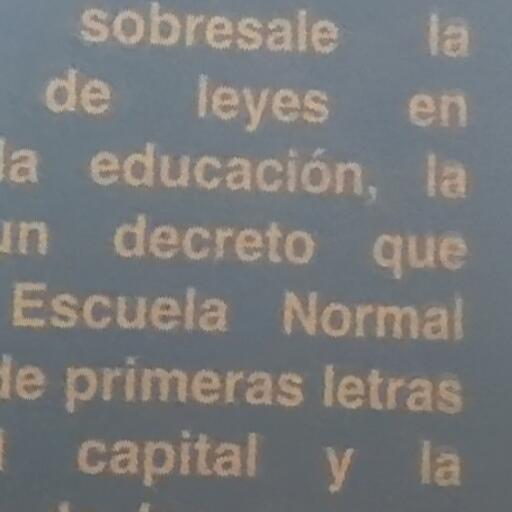 sobresale la
de leyes en
la educación, la
un decreto que
Escuela Normal
de primeras letras
capital y la